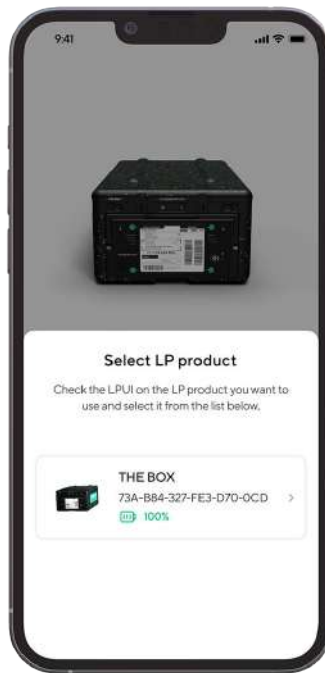 9:41
Select LP product
Check the LPUI on the LP product you want to
use and select it from the list below.
THE BOX
73A-B84-327-FE3-D70-0CD
100%